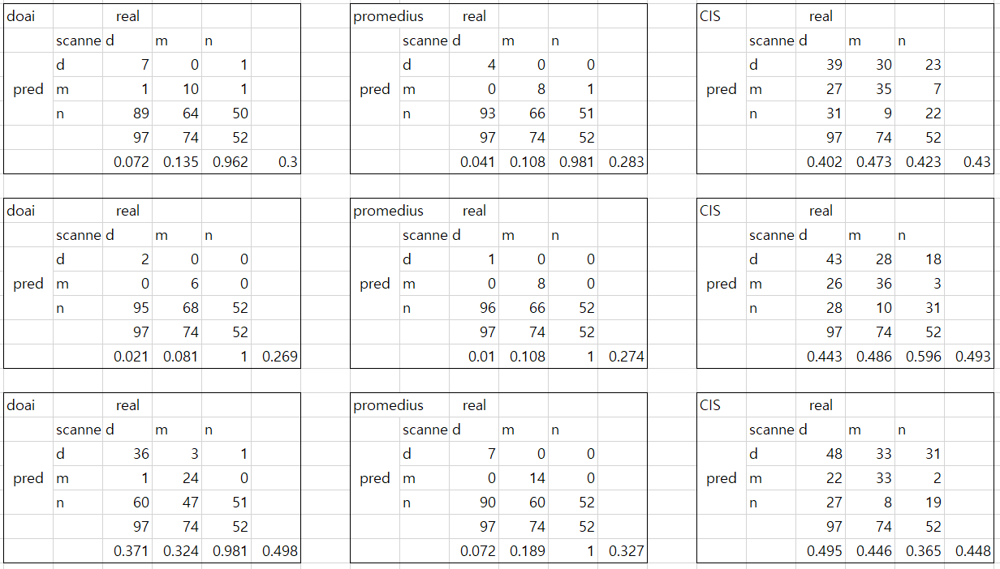 doai real promedius real CIS real
scanne d m n scanne d m n scanne d m n
d 7 0 1 d 4 0 0 d 39 30 23
pred m 1 10 1 pred m 0 8 1 pred m 27 35 7
n 89 64 50 n 93 66 51 n 31 9 22
97 74 52 97 74 52 97 74 52
0.072 0.135 0.962 0.3 0.041 0.108 0.981 0.283 0.402 0.473 0.423 0.43
doai real promedius real CIS real
scanne d m n scanne d m n scanne d m n
d 2 0 0 d 1 0 0 d 43 28 18
pred m 0 6 0 pred m 0 8 0 pred m 26 36 3
n 95 68 52 n 96 66 52 n 28 10 31
97 74 52 97 74 52 97 74 52
0.021 0.081 1 0.269 0.01 0.108 1 0.274 0.443 0.486 0.596 0.493
doai real promedius real CIS real
scanne d m n scanne d m n scanne d m n
d 36 3 1 d 7 0 0 d 48 33 31
pred m 1 24 0 pred m 0 14 0 pred m 22 33 2
n 60 47 51 n 90 60 52 n 27 8 19
97 74 52 97 74 52 97 74 52
0.371 0.324 0.981 0.498 0.072 0.189 1 0.327 0.495 0.446 0.365 0.448